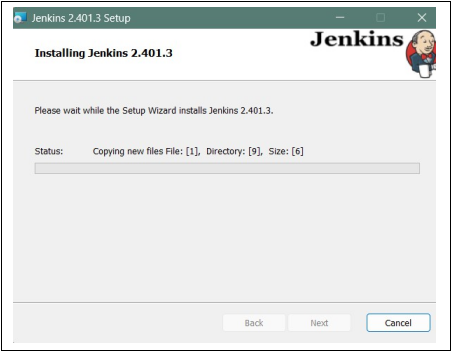 Jenkins 2.401.3 Setup
Jenkins
Installing Jenkins 2.401.3
Please wait while the Setup Wizard installs Jenkins 2.401.3.
Status: Copying new files File: [1], Directory: [9], Size: [6]
Back Next Cancel